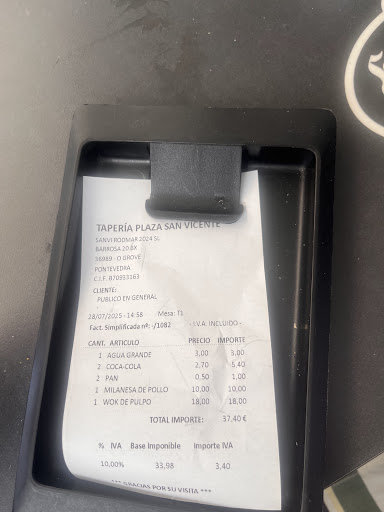 TAPERÍA PLAZA SAN VICENTE
SANVI RODMAR 2024 SL
BARROSA 20 BX
36989 - O GROVE
PONTEVEDRA
C.I.F. B70993163
CLIENTE:
PUBLICO EN GENERAL
28/07/2025 - 14:58 Mesa: T1
Fact. Simplificada nº: -/1082 - I.V.A. INCLUIDO -
CANT. ARTICULO PRECIO IMPORTE
1 AGUA GRANDE 3,00 3,00
2 COCA-COLA 2,70 5,40
2 PAN 0,50 1,00
1 MILANESA DE POLLO 10,00 10,00
1 WOK DE PULPO 18,00 18,00
TOTAL IMPORTE: 37,40 €
% IVA Base Imponible Importe IVA
10,00% 33,98 3,40
*** GRACIAS POR SU VISITA ***